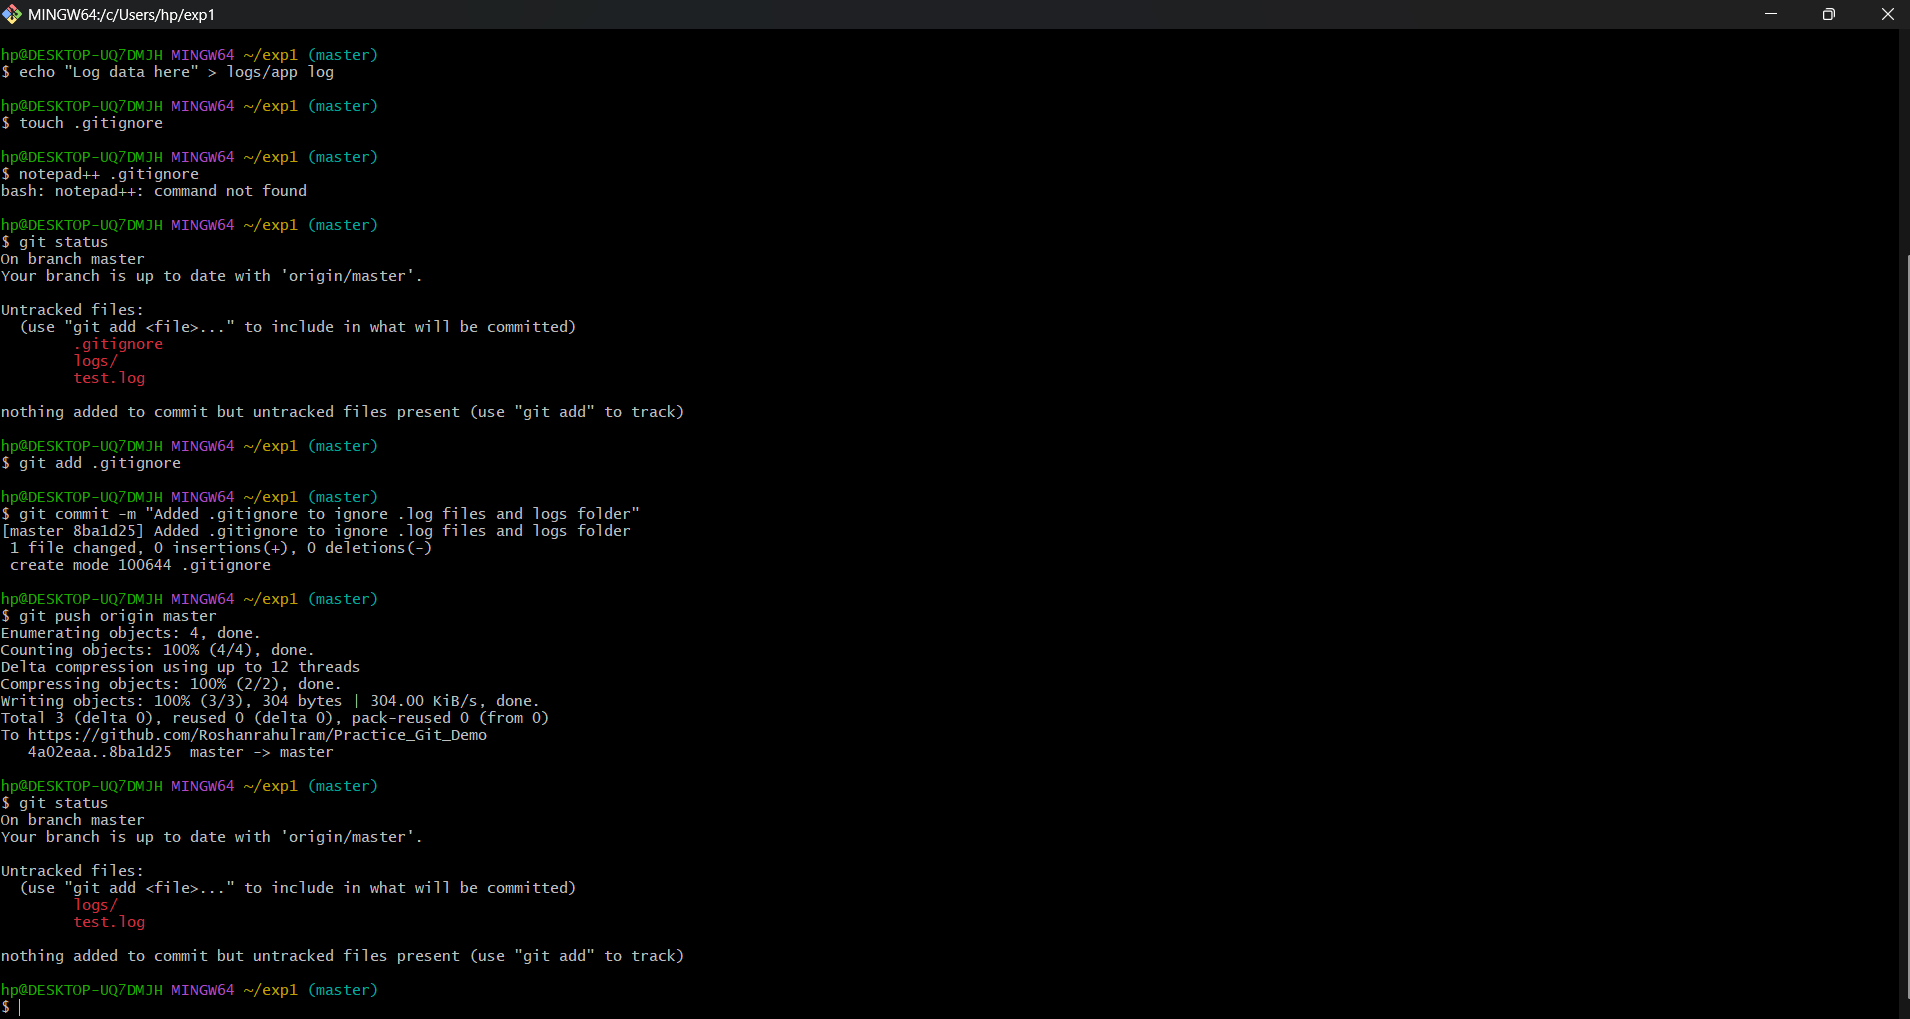 MINGW64:/c/Users/hp/exp1
hp@DESKTOP-UQ7DMJH MINGW64 ~/exp1 (master)
$ echo "Log data here" > logs/app log
hp@DESKTOP-UQ7DMJH MINGW64 ~/exp1 (master)
$ touch .gitignore
hp@DESKTOP-UQ7DMJH MINGW64 ~/exp1 (master)
$ notepad++ .gitignore
bash: notepad++: command not found
hp@DESKTOP-UQ7DMJH MINGW64 ~/exp1 (master)
$ git status
On branch master
Your branch is up to date with 'origin/master'.
Untracked files:
  (use "git add <file>..." to include in what will be committed)
        .gitignore
        logs/
        test.log
nothing added to commit but untracked files present (use "git add" to track)
hp@DESKTOP-UQ7DMJH MINGW64 ~/exp1 (master)
$ git add .gitignore
hp@DESKTOP-UQ7DMJH MINGW64 ~/exp1 (master)
$ git commit -m "Added .gitignore to ignore .log files and logs folder"
[master 8ba1d25] Added .gitignore to ignore .log files and logs folder
 1 file changed, 0 insertions(+), 0 deletions(-)
 create mode 100644 .gitignore
hp@DESKTOP-UQ7DMJH MINGW64 ~/exp1 (master)
$ git push origin master
Enumerating objects: 4, done.
Counting objects: 100% (4/4), done.
Delta compression using up to 12 threads
Compressing objects: 100% (2/2), done.
Writing objects: 100% (3/3), 304 bytes | 304.00 KiB/s, done.
Total 3 (delta 0), reused 0 (delta 0), pack-reused 0 (from 0)
To https://github.com/Roshanrahulram/Practice_Git_Demo
   4a02eaa..8ba1d25  master -> master
hp@DESKTOP-UQ7DMJH MINGW64 ~/exp1 (master)
$ git status
On branch master
Your branch is up to date with 'origin/master'.
Untracked files:
  (use "git add <file>..." to include in what will be committed)
        logs/
        test.log
nothing added to commit but untracked files present (use "git add" to track)
hp@DESKTOP-UQ7DMJH MINGW64 ~/exp1 (master)
$